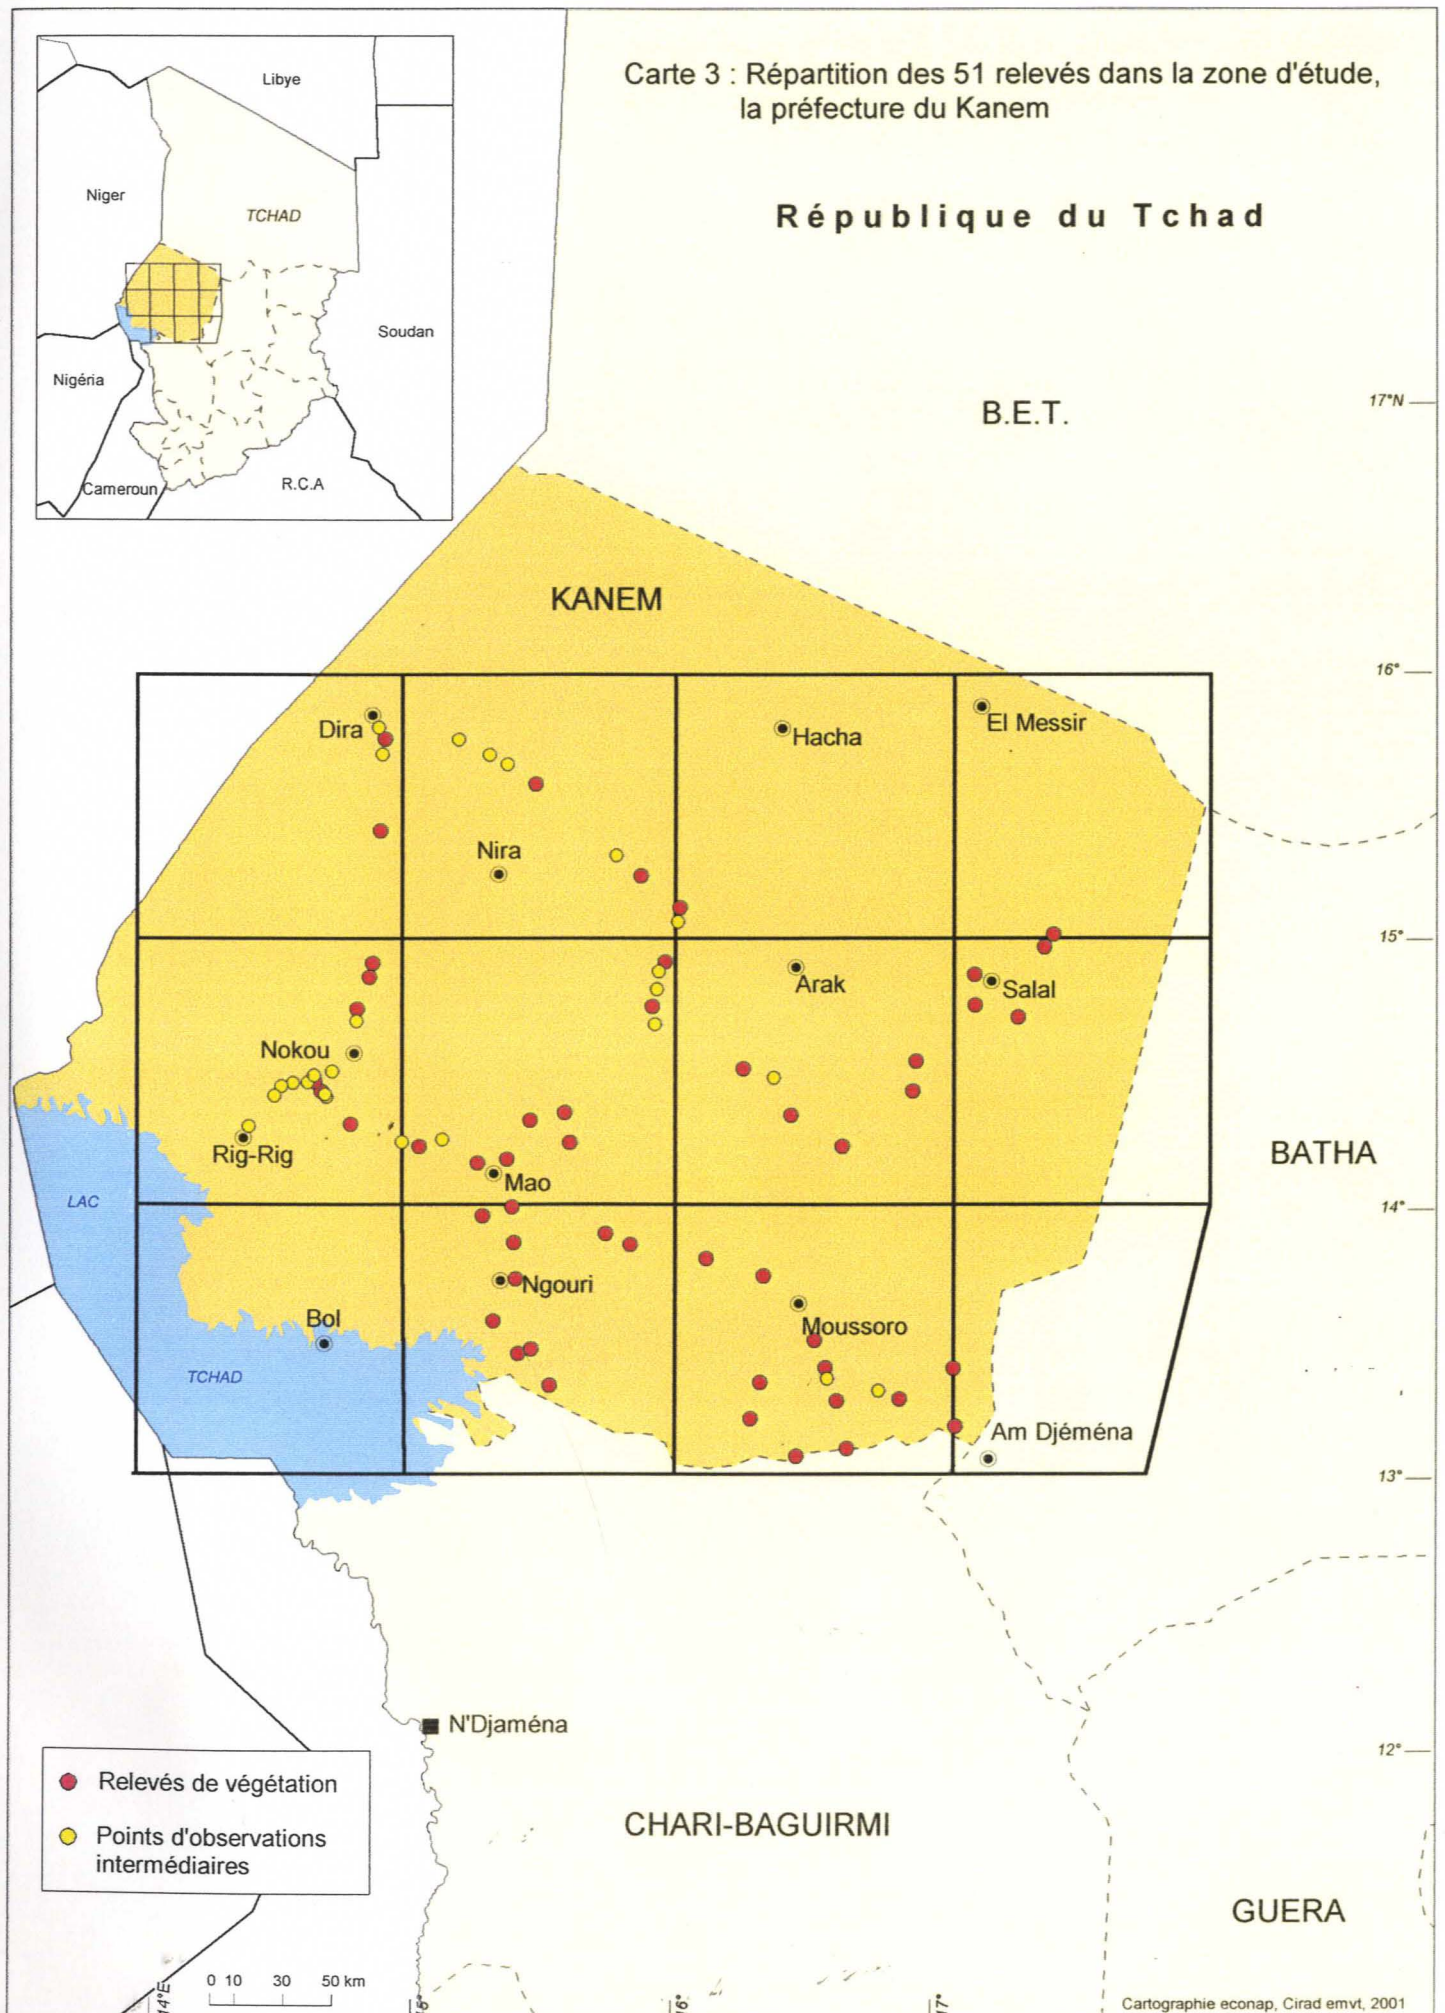 Carte 3 : Répartition des 51 relevés dans la zone d'étude,
la préfecture du Kanem
République du Tchad
Libye
Niger
TCHAD
Soudan
Nigéria
Cameroun
R.C.A
B.E.T.
17°N
KANEM
16°
Dira
Hacha
El Messir
Nira
15°
Arak
Salal
Nokou
Rig-Rig
Mao
BATHA
LAC
14°
Ngouri
Bol
Moussoro
TCHAD
Am Djéména
13°
N'Djaména
12°
Relevés de végétation
Points d'observations
intermédiaires
CHARI-BAGUIRMI
GUERA
0 10 30 50 km
14°E
16°
17°
Cartographie econap, Cirad emvt, 2001